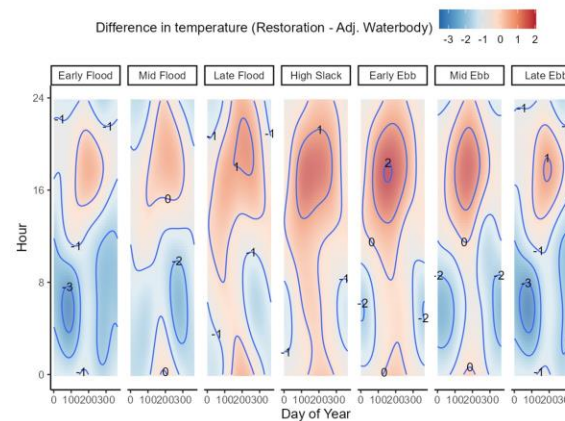 Difference in temperature (Restoration - Adj. Waterbody)
-3 -2 -1 0 1 2
Early Flood Mid Flood Late Flood High Slack Early Ebb Mid Ebb Late Ebb
24
-1 -1 -1 -1 -1 -1
1 1 2 1 1
16
0
Hour
-1 0 0 -1
8
-3 -2 -1 -1 -2 -2 -2 -2 -3
-1 -1
0
-1 0 0 0 -1
0 100200300 0 100200300 0 100200300 0 100200300 0 100200300 0 100200300 0 100200300
Day of Year